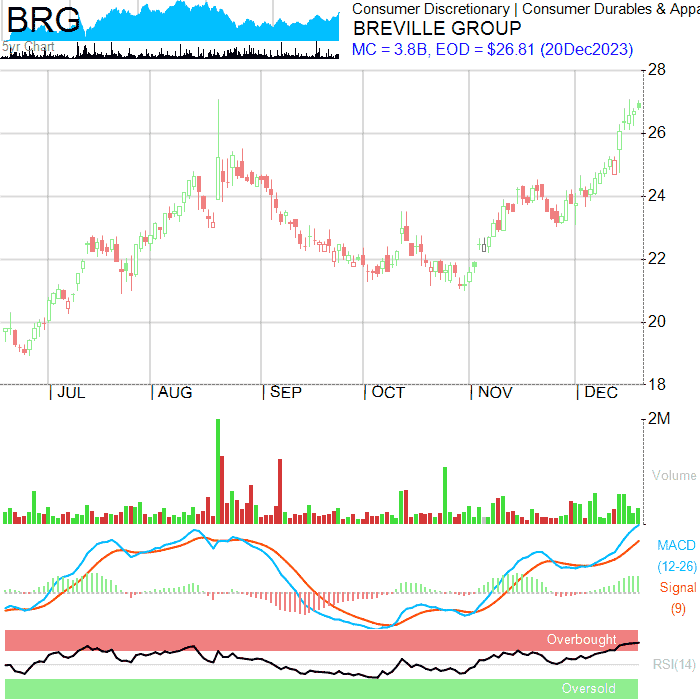 BRG
5yr Chart
Consumer Discretionary | Consumer Durables & Appa
BREVILLE GROUP
MC = 3.8B, EOD = $26.81 (20Dec2023)
28
26
24
22
20
18
| JUL | AUG | SEP | OCT | NOV | DEC
2M
Volume
MACD
(12-26)
Signal
(9)
Overbought
RSI(14)
Oversold